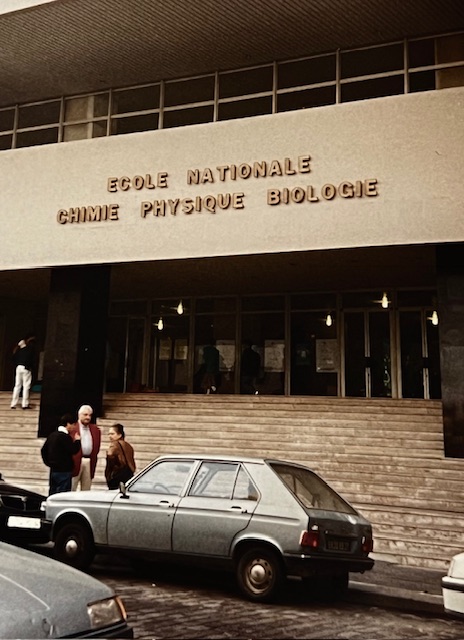 ECOLE NATIONALE
CHIMIE PHYSIQUE BIOLOGIE